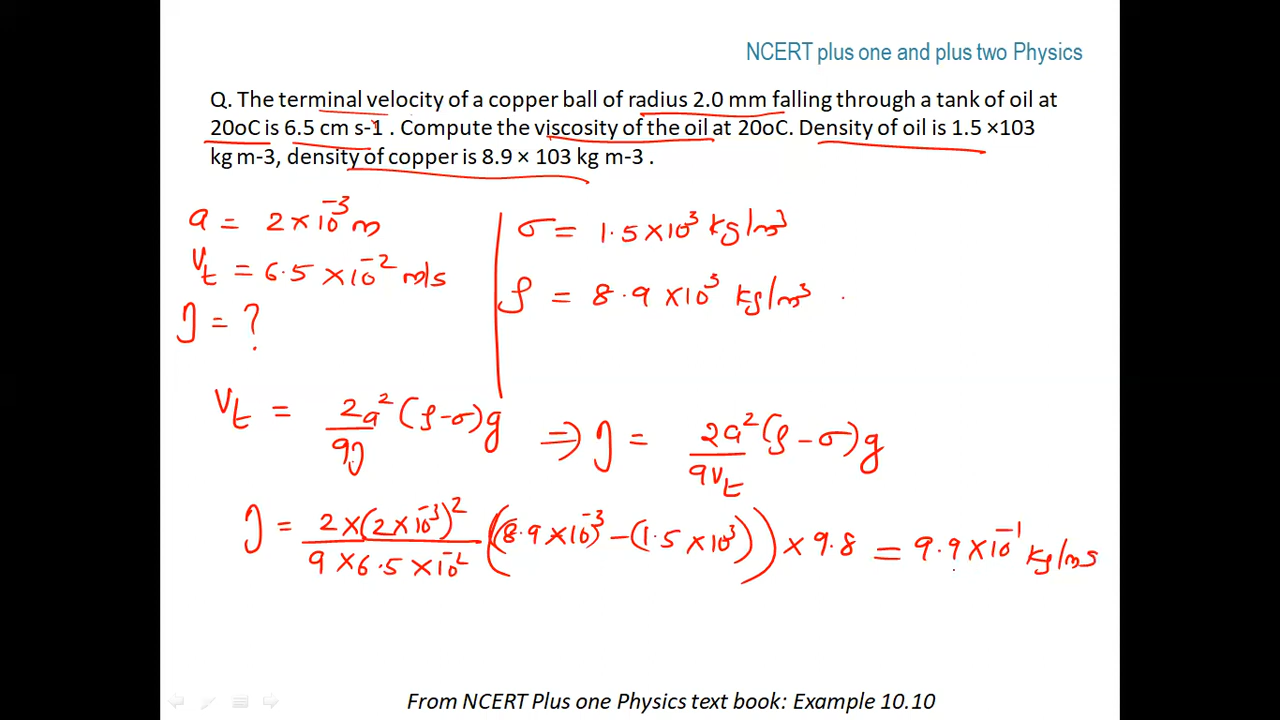 NCERT plus one and plus two Physics
Q. The terminal velocity of a copper ball of radius 2.0 mm falling through a tank of oil at
20oC is 6.5 cm s-1 . Compute the viscosity of the oil at 20oC. Density of oil is 1.5 ×103
kg m-3, density of copper is 8.9 × 103 kg m-3 .
a = 2×10⁻³ m
σ = 1.5×10³ kg/m³
V_t = 6.5 ×10⁻² m/s
ρ = 8.9 ×10³ kg/m³
η = ?
V_t = 2a²/9η (ρ-σ)g ⇒ η = 2a²/9V_t (ρ-σ)g
η = 2×(2×10⁻³)²/9×6.5×10⁻² ((8.9×10⁻³ -(1.5×10³)) × 9.8 = 9.9×10⁻¹ kg/ms
From NCERT Plus one Physics text book: Example 10.10